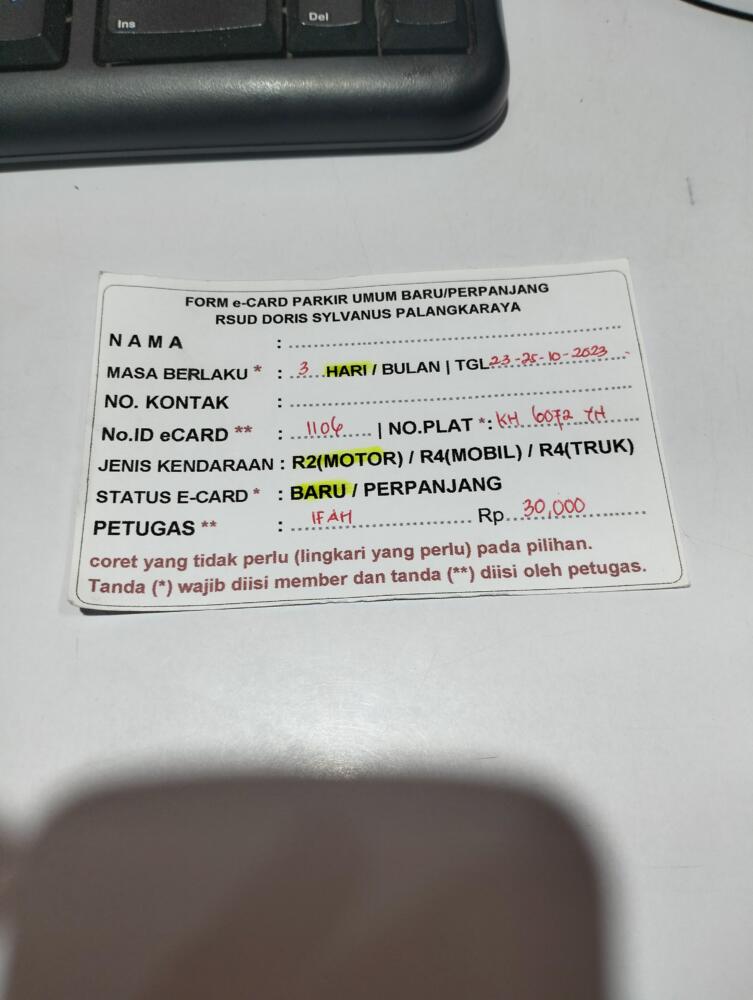 Ins
Del
FORM e-CARD PARKIR UMUM BARU/PERPANJANG
RSUD DORIS SYLVANUS PALANGKARAYA
N A M A :
MASA BERLAKU * : 3 HARI / BULAN | TGL 23-25-10-2023
NO. KONTAK :
No.ID eCARD ** : 1106 | NO.PLAT *: KH 6072 YH
JENIS KENDARAAN : R2(MOTOR) / R4(MOBIL) / R4(TRUK)
STATUS E-CARD * : BARU / PERPANJANG
PETUGAS ** : IFAH Rp. 30,000
coret yang tidak perlu (lingkari yang perlu) pada pilihan.
Tanda (*) wajib diisi member dan tanda (**) diisi oleh petugas.